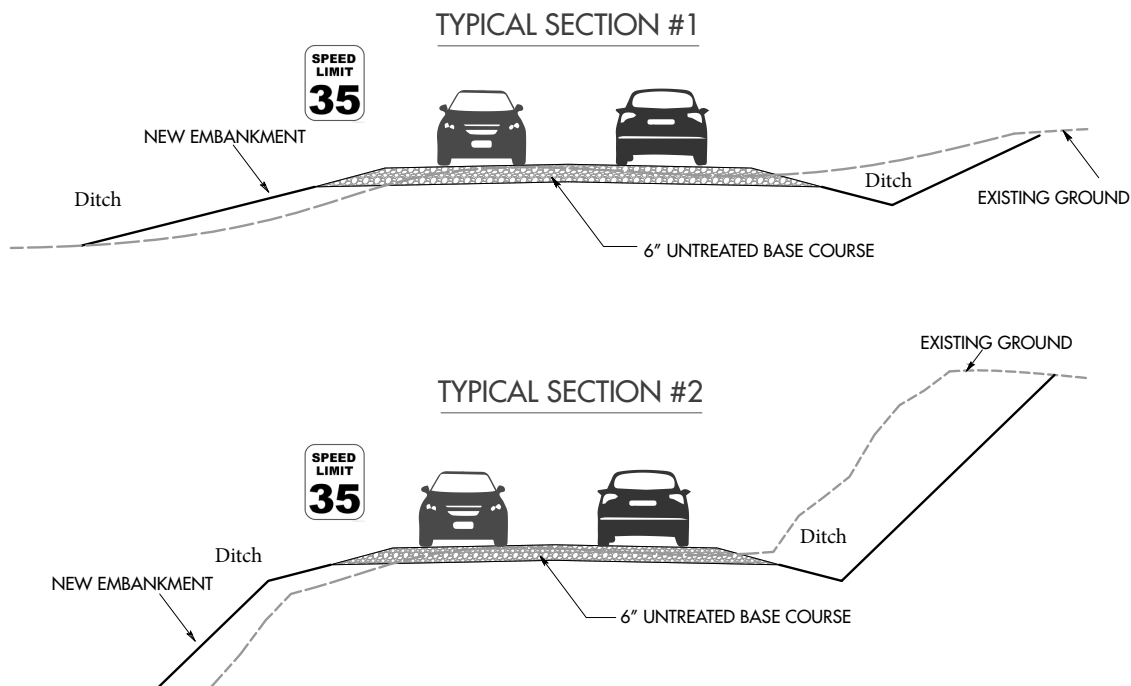 TYPICAL SECTION #1
SPEED
LIMIT
35
NEW EMBANKMENT
Ditch
Ditch
EXISTING GROUND
6” UNTREATED BASE COURSE
EXISTING GROUND
TYPICAL SECTION #2
SPEED
LIMIT
35
Ditch
Ditch
NEW EMBANKMENT
6” UNTREATED BASE COURSE